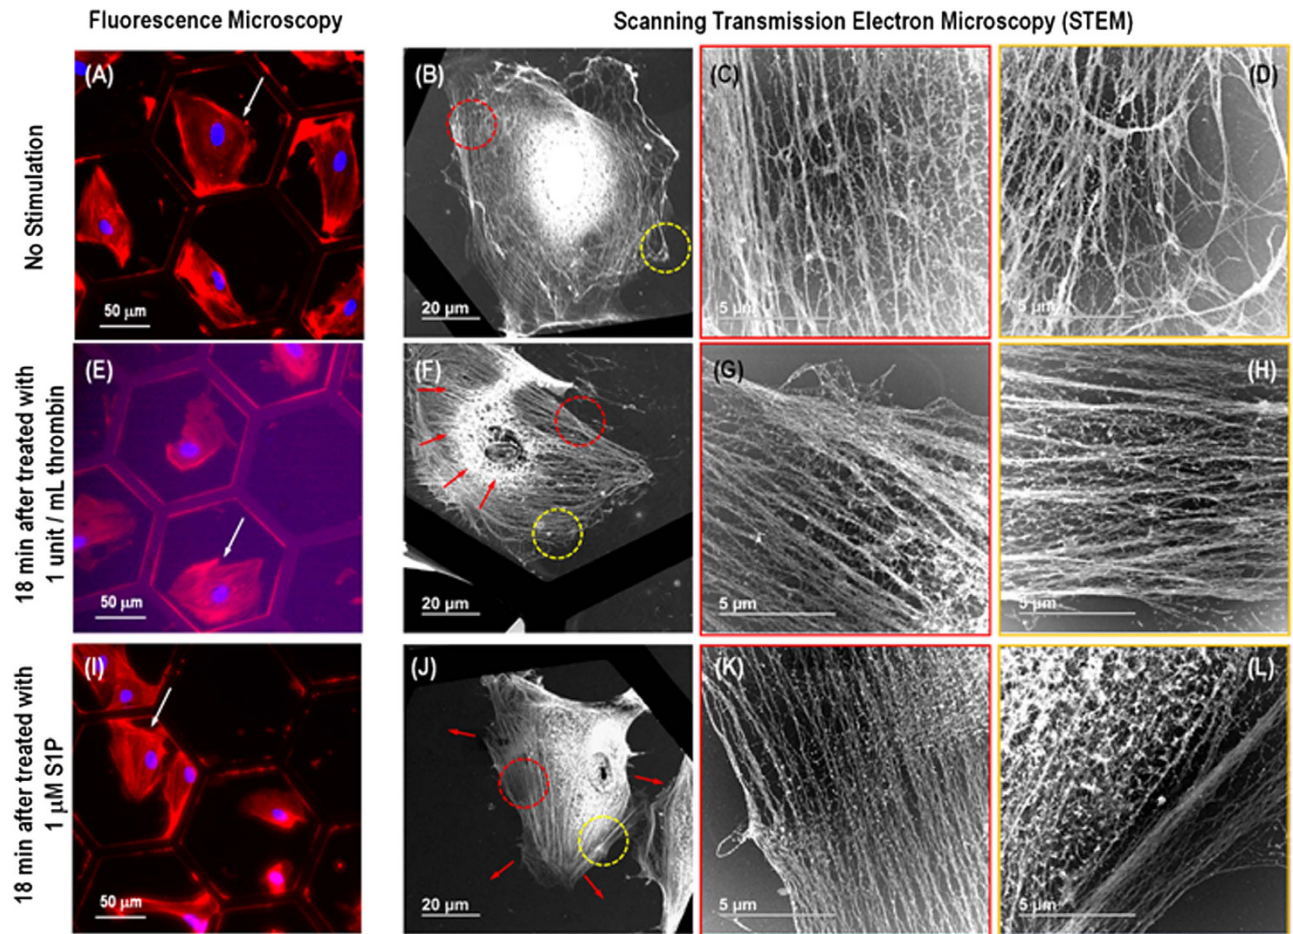 Fluorescence Microscopy
Scanning Transmission Electron Microscopy (STEM)
No Stimulation
(A)
50 μm
(B)
20 μm
(C)
5 μm
(D)
5 μm
18 min after treated with
1 unit / mL thrombin
(E)
50 μm
(F)
20 μm
(G)
5 μm
(H)
5 μm
18 min after treated with
1 μM S1P
(I)
50 μm
(J)
20 μm
(K)
5 μm
(L)
5 μm